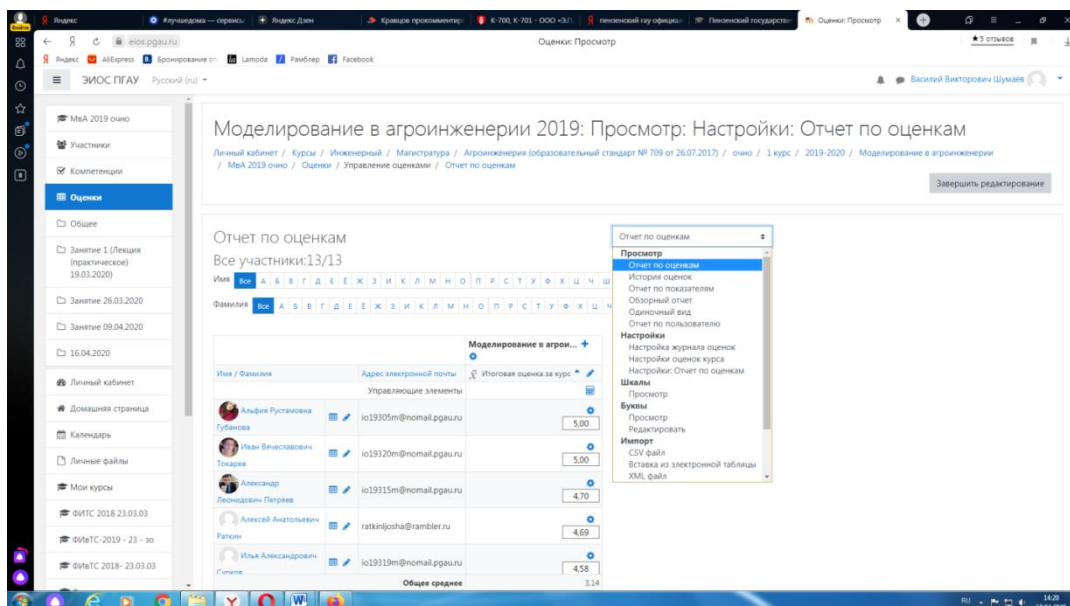 Яндекс
#лучшедома — сервисы
Яндекс Дзен
Кравцов прокомментир
К-700, К-701 - ООО «ЭЛ
пензенский гау официал
Пензенский государстве
Оценки: Просмотр
Войти
eios.pgau.ru
Оценки: Просмотр
★ 5 отзывов
Яндекс
AliExpress
Бронирование от
Lamoda
Рамблер
Facebook
ЭИОС ПГАУ
Русский (ru)
Василий Викторович Шумаев
МвА 2019 очно
Участники
Компетенции
Оценки
Общее
Занятие 1 (Лекция
(практическое)
19.03.2020)
Занятие 26.03.2020
Занятие 09.04.2020
16.04.2020
Личный кабинет
Домашняя страница
Календарь
Личные файлы
Мои курсы
ФИТС 2018 23.03.03
ФИвТС-2019 - 23 - зо
ФИвТС 2018- 23.03.03
Моделирование в агроинженерии 2019: Просмотр: Настройки: Отчет по оценкам
Личный кабинет / Курсы / Инженерный / Магистратура / Агроинженерия (образовательный стандарт № 709 от 26.07.2017) / очно / 1 курс / 2019-2020 / Моделирование в агроинженерии
/ МвА 2019 очно / Оценки / Управление оценками / Отчет по оценкам
Завершить редактирование
Отчет по оценкам
Все участники:13/13
Имя Все А Б В Г Д Е Ё Ж З И К Л М Н О П Р С Т У Ф Х Ц Ч Ш
Фамилия Все А Б В Г Д Е Ё Ж З И К Л М Н О П Р С Т У Ф Х Ц Ч
Моделирование в агрои...
Имя / Фамилия
Адрес электронной почты
Итоговая оценка за курс
Управляющие элементы
Альфия Рустамовна
Губанова
io19305m@nomail.pgau.ru
5,00
Иван Вячеславович
Токарев
io19320m@nomail.pgau.ru
5,00
Александр
Леонидович Петряев
io19315m@nomail.pgau.ru
4,70
Алексей Анатольевич
Раткин
ratkinljosha@rambler.ru
4,69
Илья Александрович
io19319m@nomail.pgau.ru
4,58
Общее среднее
3,14
Отчет по оценкам
Просмотр
Отчет по оценкам
История оценок
Отчет по показателям
Обзорный отчет
Одиночный вид
Отчет по пользователю
Настройки
Настройка журнала оценок
Настройки оценок курса
Настройки: Отчет по оценкам
Шкалы
Просмотр
Буквы
Просмотр
Редактировать
Импорт
CSV файл
Вставка из электронной таблицы
XML файл
RU
14:28